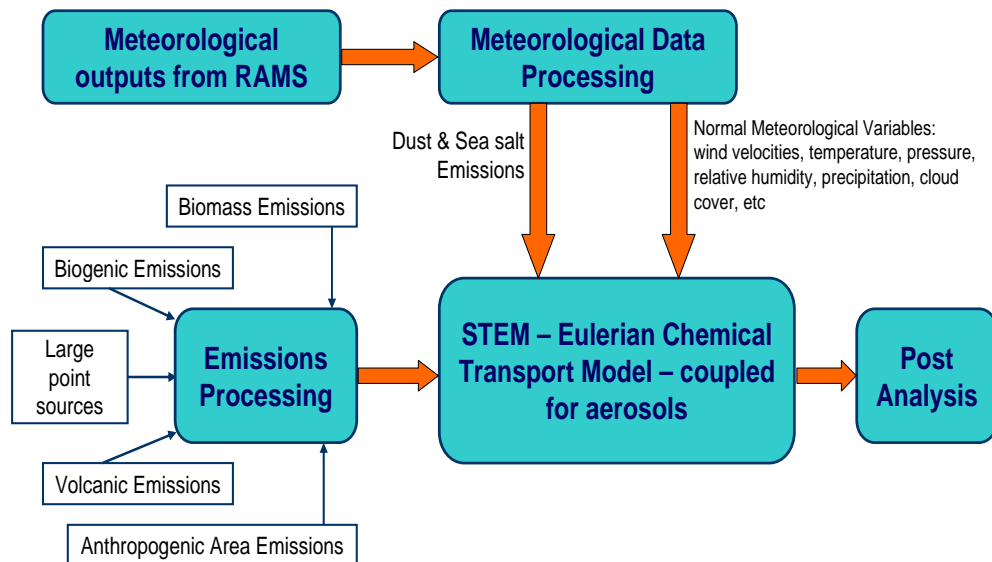 Meteorological
outputs from RAMS
Meteorological Data
Processing
Dust & Sea salt
Emissions
Normal Meteorological Variables:
wind velocities, temperature, pressure,
relative humidity, precipitation, cloud
cover, etc
Biomass Emissions
Biogenic Emissions
Large
point
sources
Volcanic Emissions
Anthropogenic Area Emissions
Emissions
Processing
STEM – Eulerian Chemical
Transport Model – coupled
for aerosols
Post
Analysis